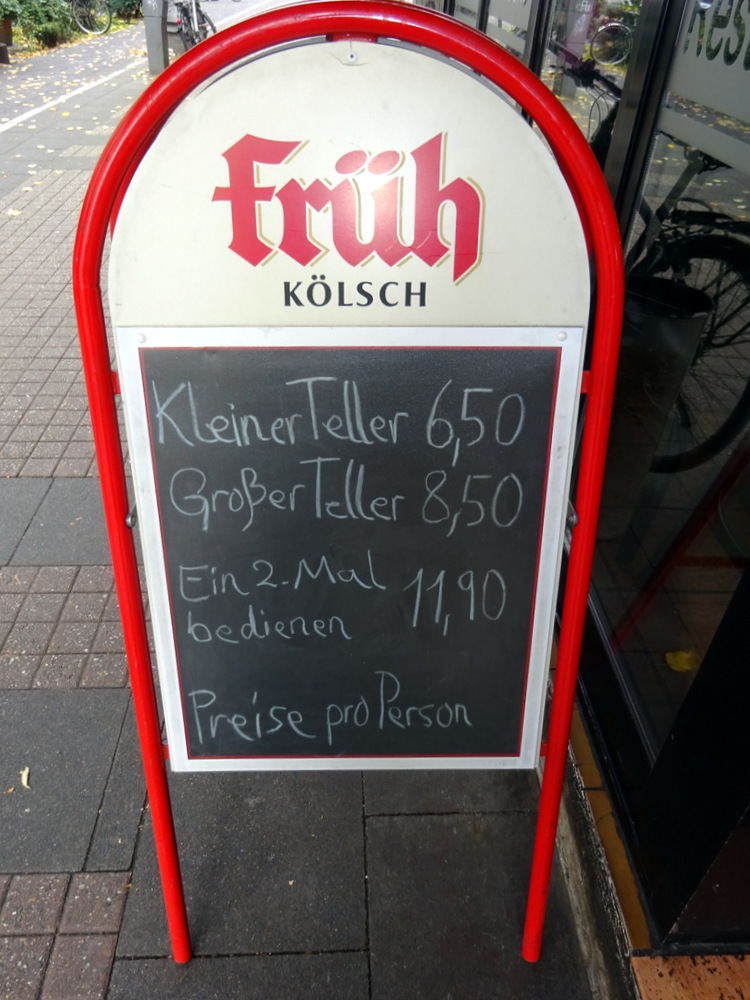 Früh
KÖLSCH
Kleiner Teller 6,50
Großer Teller 8,50
Ein 2.Mal
bedienen 11,90
Preise pro Person